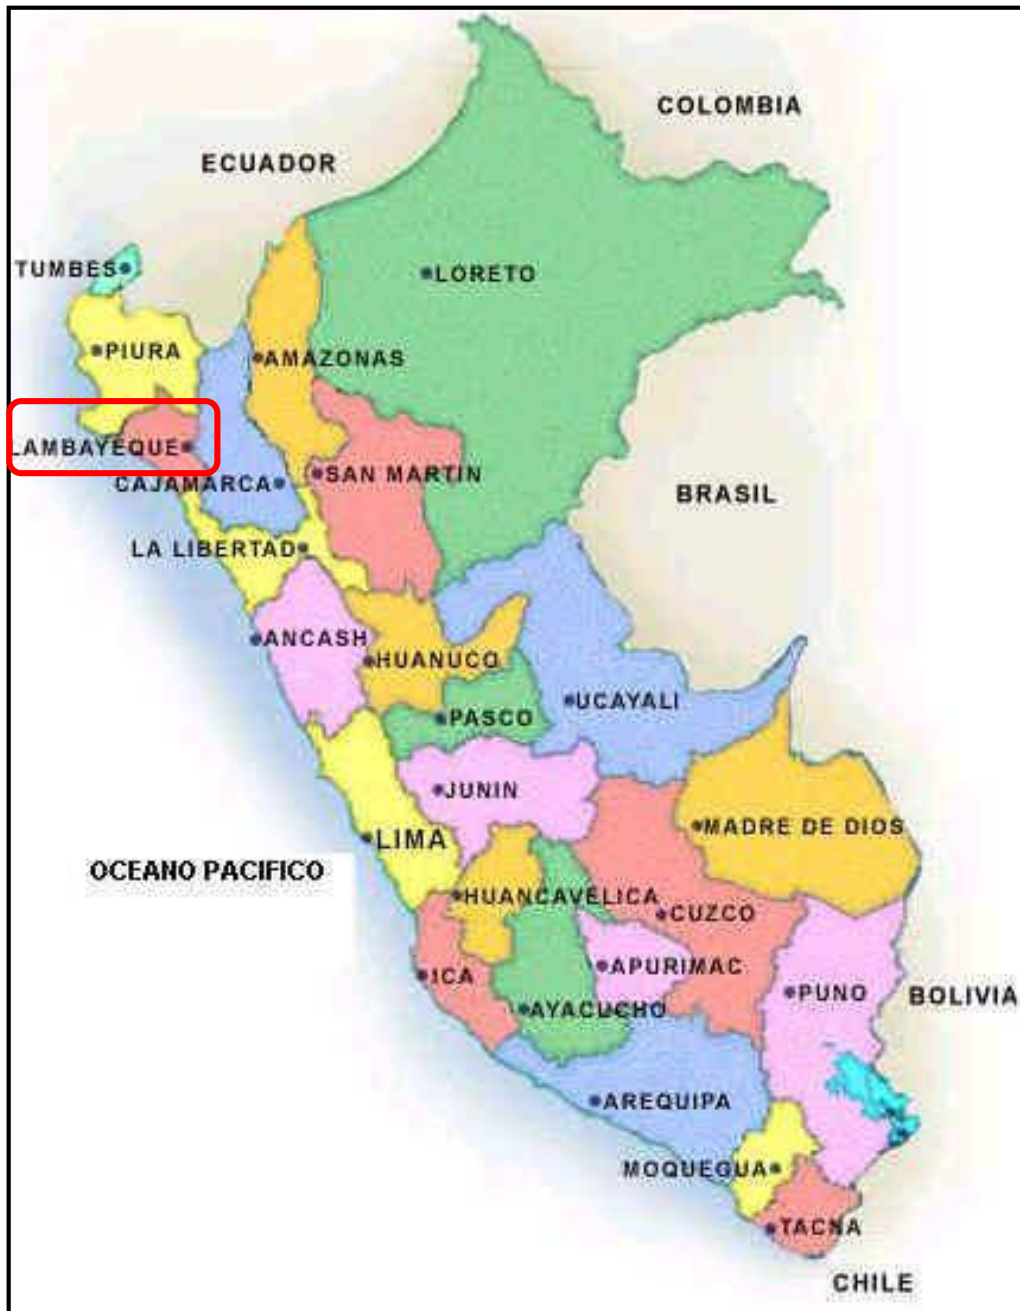 COLOMBIA
ECUADOR
TUMBES
LORETO
PIURA
AMAZONAS
LAMBAYEQUE
SAN MARTIN
CAJAMARCA
BRASIL
LA LIBERTAD
ANCASH
HUANUCO
UCAYALI
PASCO
JUNIN
MADRE DE DIOS
LIMA
OCEANO PACIFICO
HUANCAVELICA
CUZCO
APURIMAC
ICA
PUNO
BOLIVIA
AYACUCHO
AREQUIPA
MOQUEGUA
TACNA
CHILE